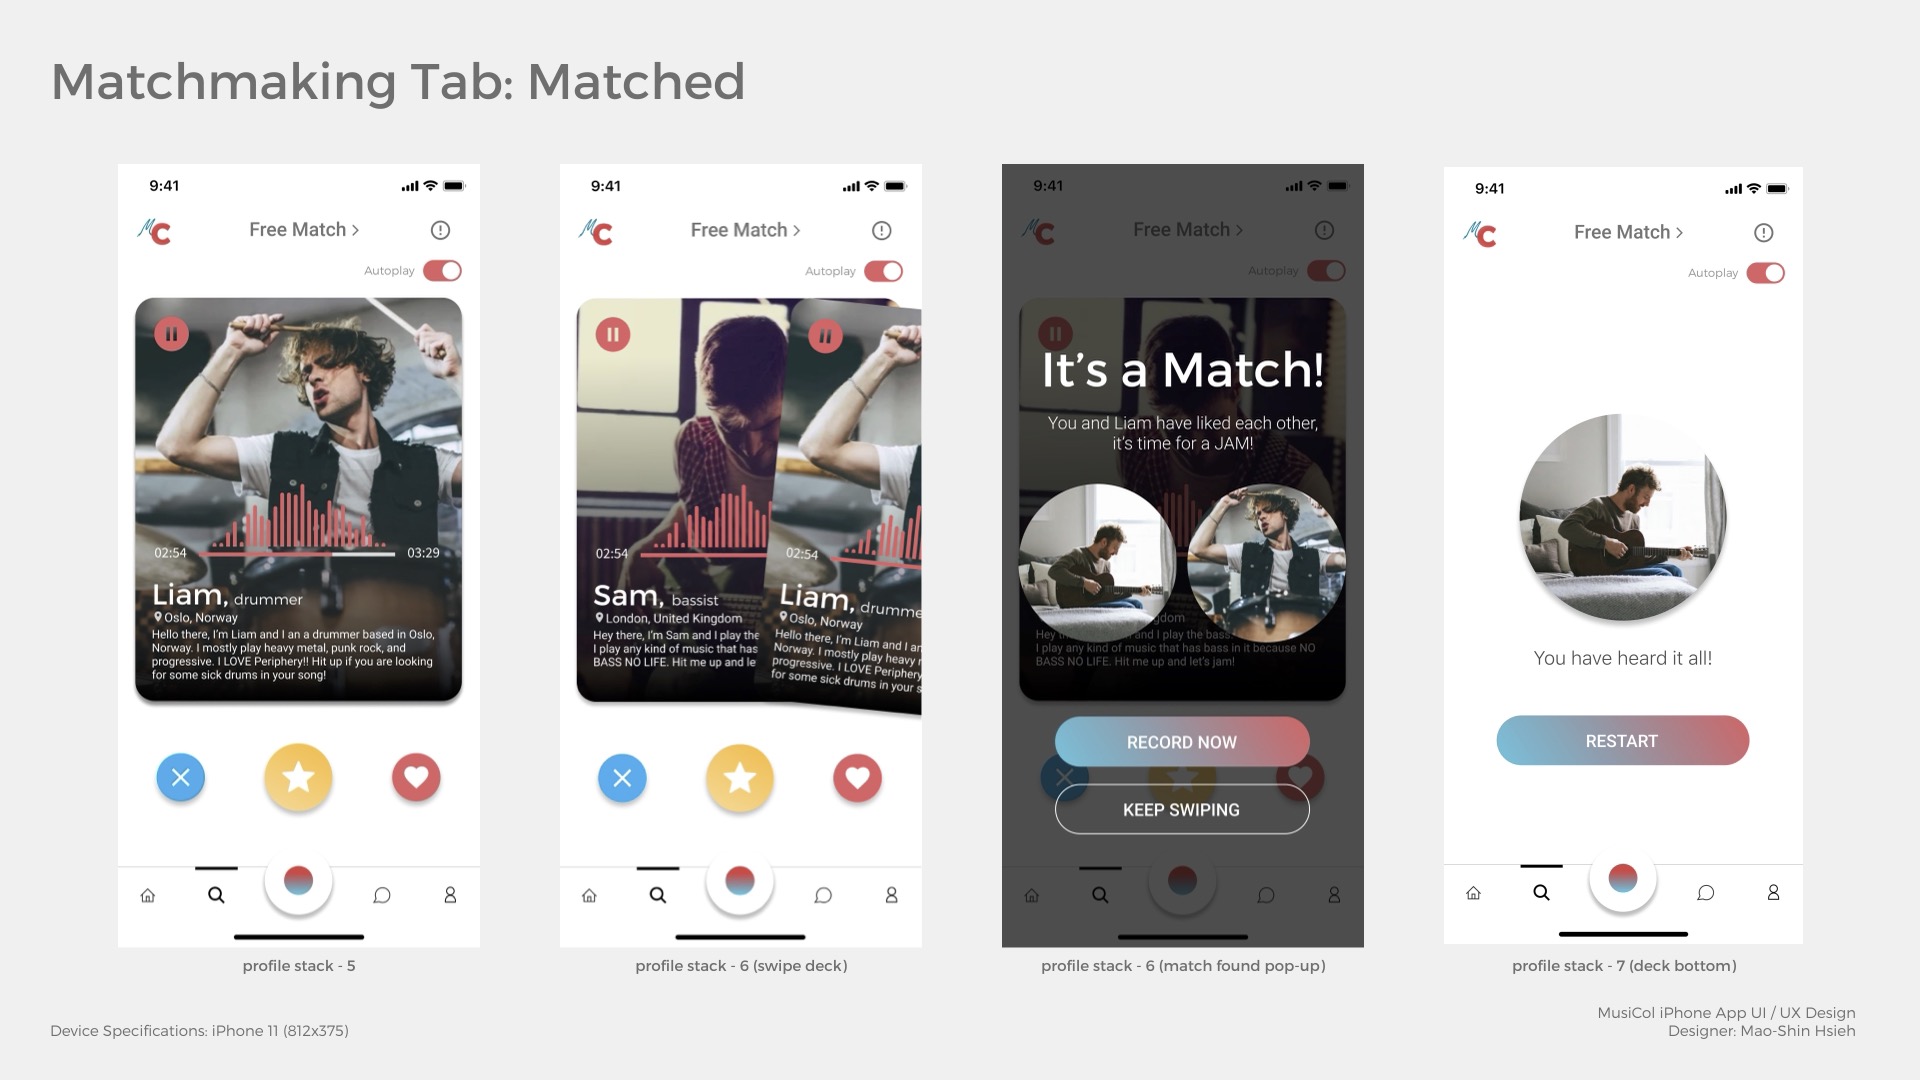 Matchmaking Tab: Matched
9:41
MC
Free Match >
Autoplay
02:54
03:29
Liam, drummer
Oslo, Norway
Hello there, I'm Liam and I an a drummer based in Oslo,
Norway. I mostly play heavy metal, punk rock, and
progressive. I LOVE Periphery!! Hit up if you are looking
for some sick drums in your song!
profile stack - 5
9:41
MC
Free Match >
Autoplay
02:54
Sam, bassist
London, United Kingdom
Hey there, I'm Sam and I play the
I play any kind of music that has
BASS NO LIFE. Hit me up and le
02:54
Liam, drumme
Oslo, Norway
Hello there, I'm Liam and I an
Norway. I mostly play heavy
progressive. I LOVE Periphery
for some sick drums in your s
profile stack - 6 (swipe deck)
9:41
MC
Free Match >
Autoplay
It's a Match!
You and Liam have liked each other,
it's time for a JAM!
gdom
Hey and I play the bass.
I play any kind of music that has bass in it because NO
BASS NO LIFE. Hit me up and let's jam!
RECORD NOW
KEEP SWIPING
profile stack - 6 (match found pop-up)
9:41
MC
Free Match >
Autoplay
You have heard it all!
RESTART
profile stack - 7 (deck bottom)
Device Specifications: iPhone 11 (812x375)
MusiCol iPhone App UI / UX Design
Designer: Mao-Shin Hsieh